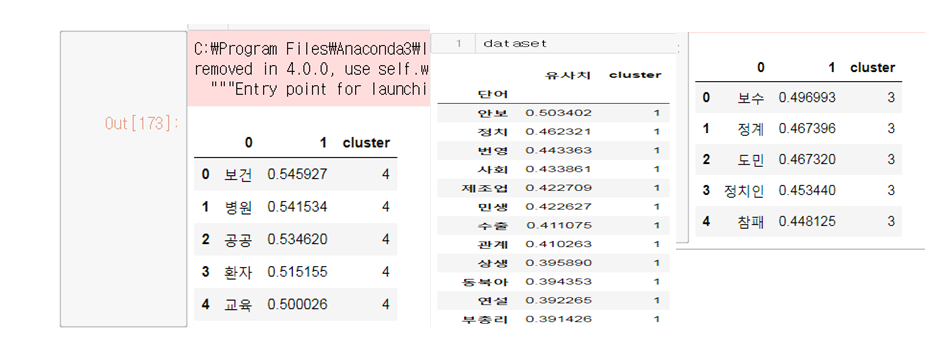 Out[173]:
C:₩Program Files₩Anaconda3₩l
removed in 4.0.0, use self.w
"""Entry point for launchi
0 1 cluster
0 보건 0.545927 4
1 병원 0.541534 4
2 공공 0.534620 4
3 환자 0.515155 4
4 교육 0.500026 4
1 dataset
유사치 cluster
단어
안보 0.503402 1
정치 0.462321 1
번영 0.443363 1
사회 0.433861 1
제조업 0.422709 1
민생 0.422627 1
수출 0.411075 1
관계 0.410263 1
상생 0.395890 1
동북아 0.394353 1
연설 0.392265 1
부총리 0.391426 1
0 1 cluster
0 보수 0.496993 3
1 정계 0.467396 3
2 도민 0.467320 3
3 정치인 0.453440 3
4 참패 0.448125 3